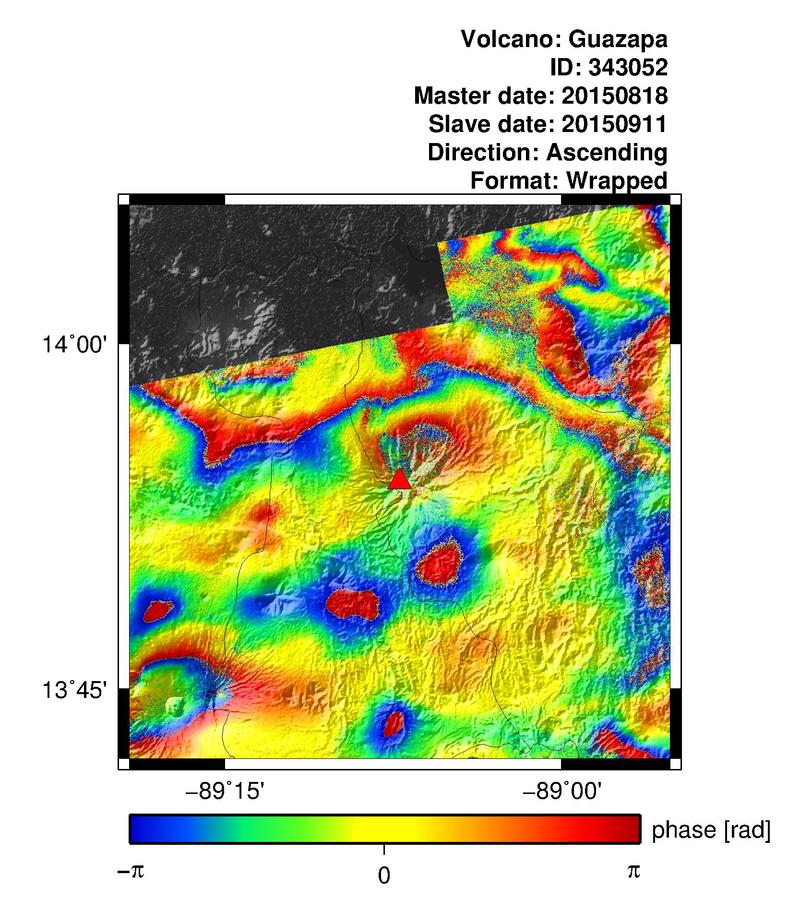 Volcano: Guazapa
ID: 343052
Master date: 20150818
Slave date: 20150911
Direction: Ascending
Format: Wrapped
14˚00'
13˚45'
−89˚15'
−89˚00'
phase [rad]
−π
0
π